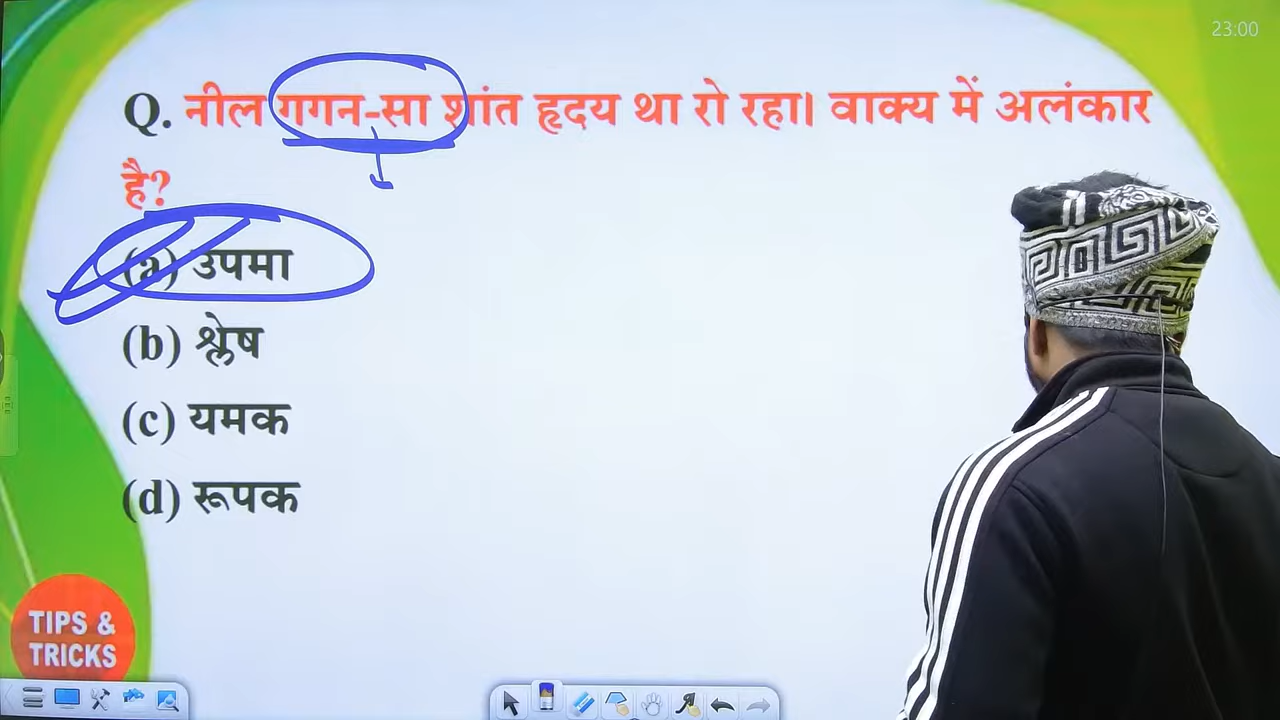 23:00
Q. नील गगन-सा शांत हृदय था रो रहा। वाक्य में अलंकार
है?
(a) उपमा
(b) श्लेष
(c) यमक
(d) रूपक
TIPS &
TRICKS